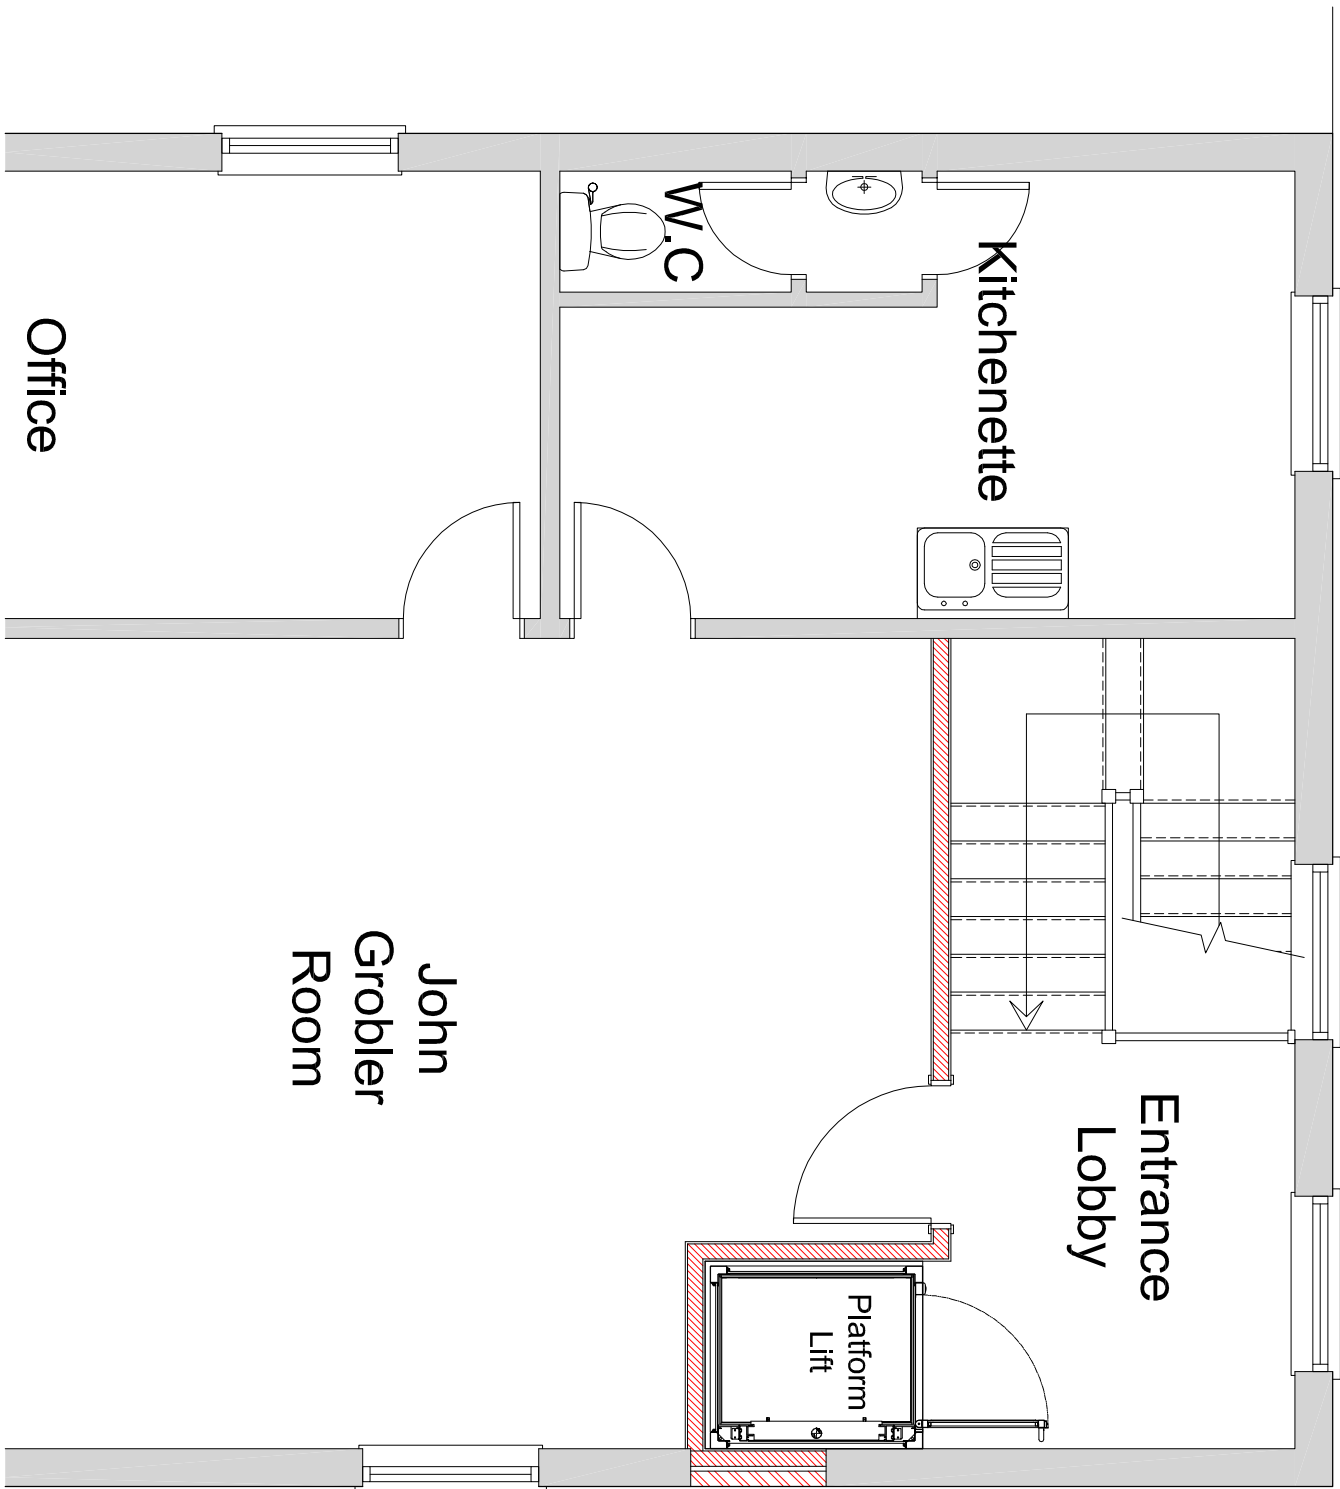 Office
W.C
Kitchenette
John
Grobler
Room
Entrance
Lobby
Platform
Lift